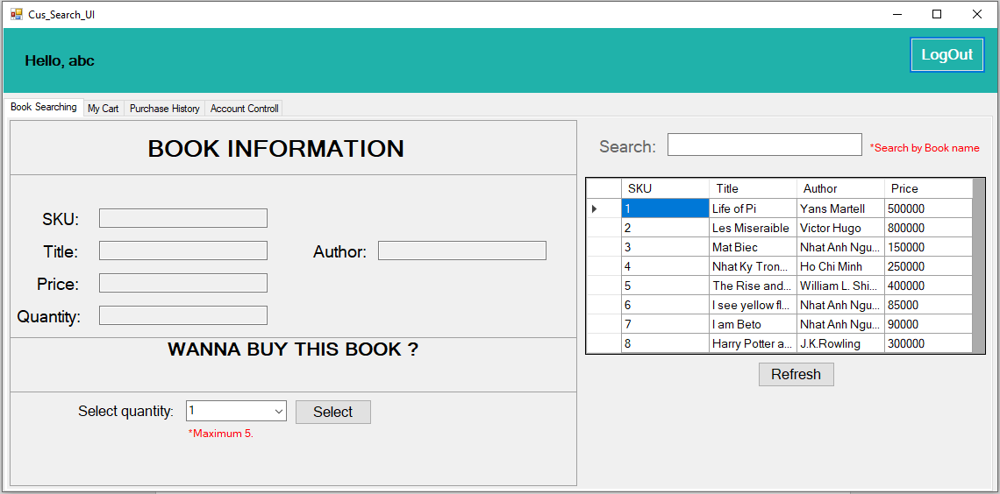 Cus_Search_UI
Hello, abc
LogOut
Book Searching My Cart Purchase History Account Controll
BOOK INFORMATION
SKU:
Title:
Author:
Price:
Quantity:
WANNA BUY THIS BOOK ?
Select quantity: 1 Select
*Maximum 5.
Search: *Search by Book name
SKU Title Author Price
1 Life of Pi Yans Martell 500000
2 Les Miseraible Victor Hugo 800000
3 Mat Biec Nhat Anh Ngu... 150000
4 Nhat Ky Tron... Ho Chi Minh 250000
5 The Rise and... William L. Shi... 400000
6 I see yellow fl... Nhat Anh Ngu... 85000
7 I am Beto Nhat Anh Ngu... 90000
8 Harry Potter a... J.K.Rowling 300000
Refresh